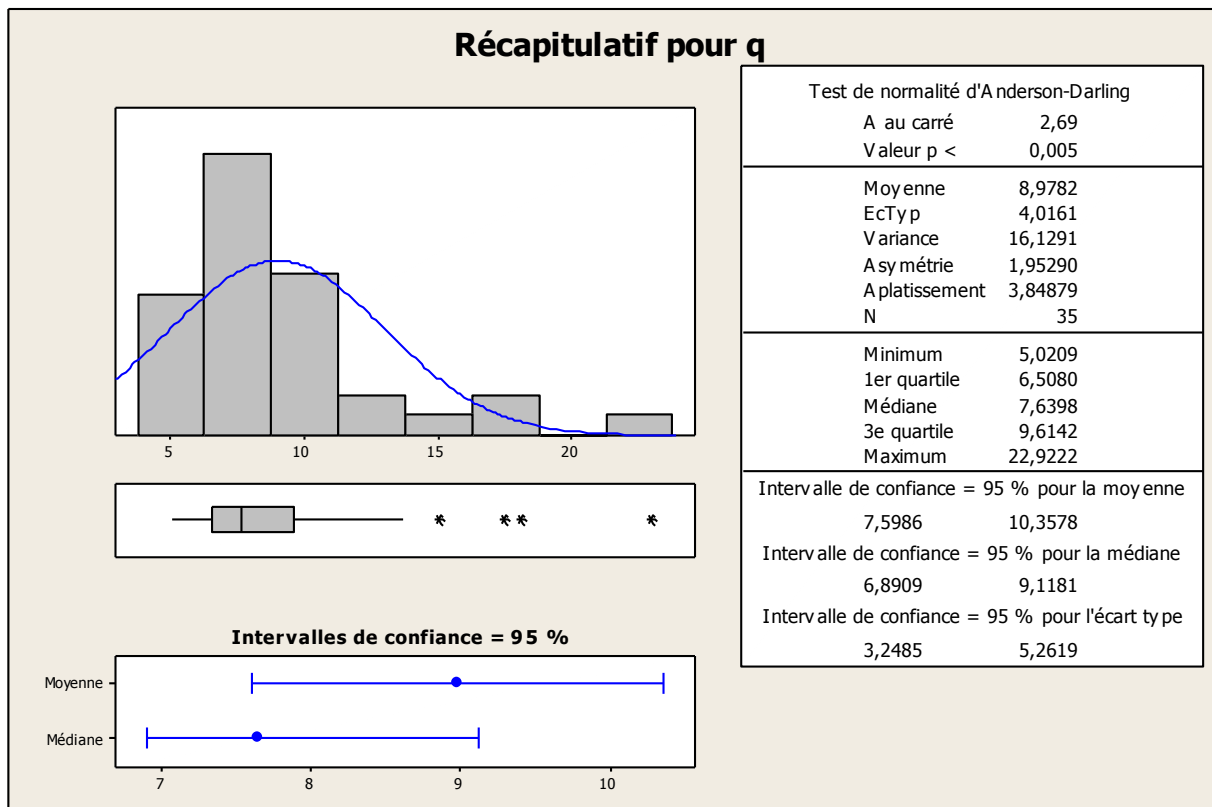 Récapitulatif pour q
5 10 15 20
Intervalles de confiance = 95 %
Moyenne
Médiane
7 8 9 10
Test de normalité d'Anderson-Darling
A au carré 2,69
Valeur p < 0,005
Moyenne 8,9782
EcTyp 4,0161
Variance 16,1291
Asymétrie 1,95290
Aplatissement 3,84879
N 35
Minimum 5,0209
1er quartile 6,5080
Médiane 7,6398
3e quartile 9,6142
Maximum 22,9222
Intervalle de confiance = 95 % pour la moyenne
7,5986 10,3578
Intervalle de confiance = 95 % pour la médiane
6,8909 9,1181
Intervalle de confiance = 95 % pour l'écart type
3,2485 5,2619